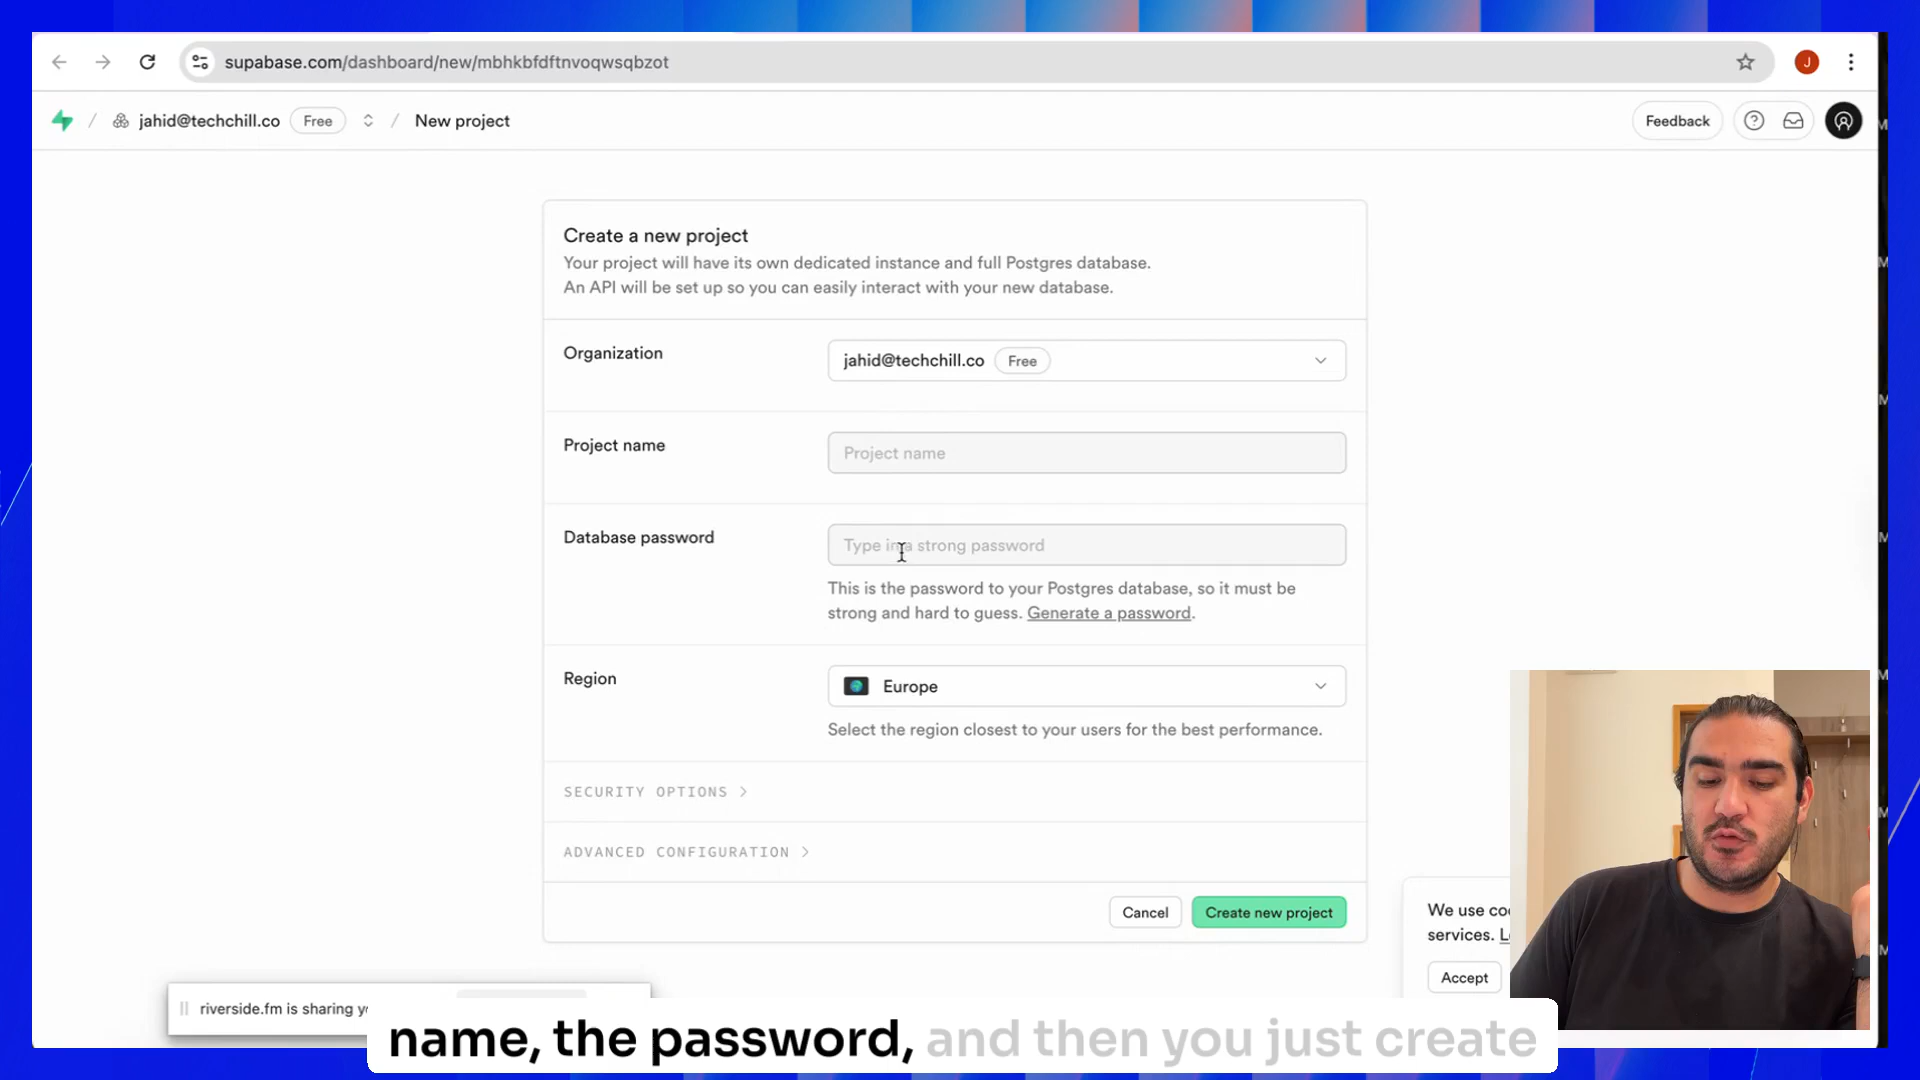 supabase.com/dashboard/new/mbhkbfdftnvoqwsqbzot
J
/ jahid@techchill.co Free / New project
Feedback
Create a new project
Your project will have its own dedicated instance and full Postgres database.
An API will be set up so you can easily interact with your new database.
Organization
jahid@techchill.co Free
Project name
Project name
Database password
Type in a strong password
This is the password to your Postgres database, so it must be
strong and hard to guess. Generate a password.
Region
Europe
Select the region closest to your users for the best performance.
SECURITY OPTIONS
ADVANCED CONFIGURATION
Cancel
Create new project
We use
services.
Accept
riverside.fm is sharing
name, the password, and then you just create